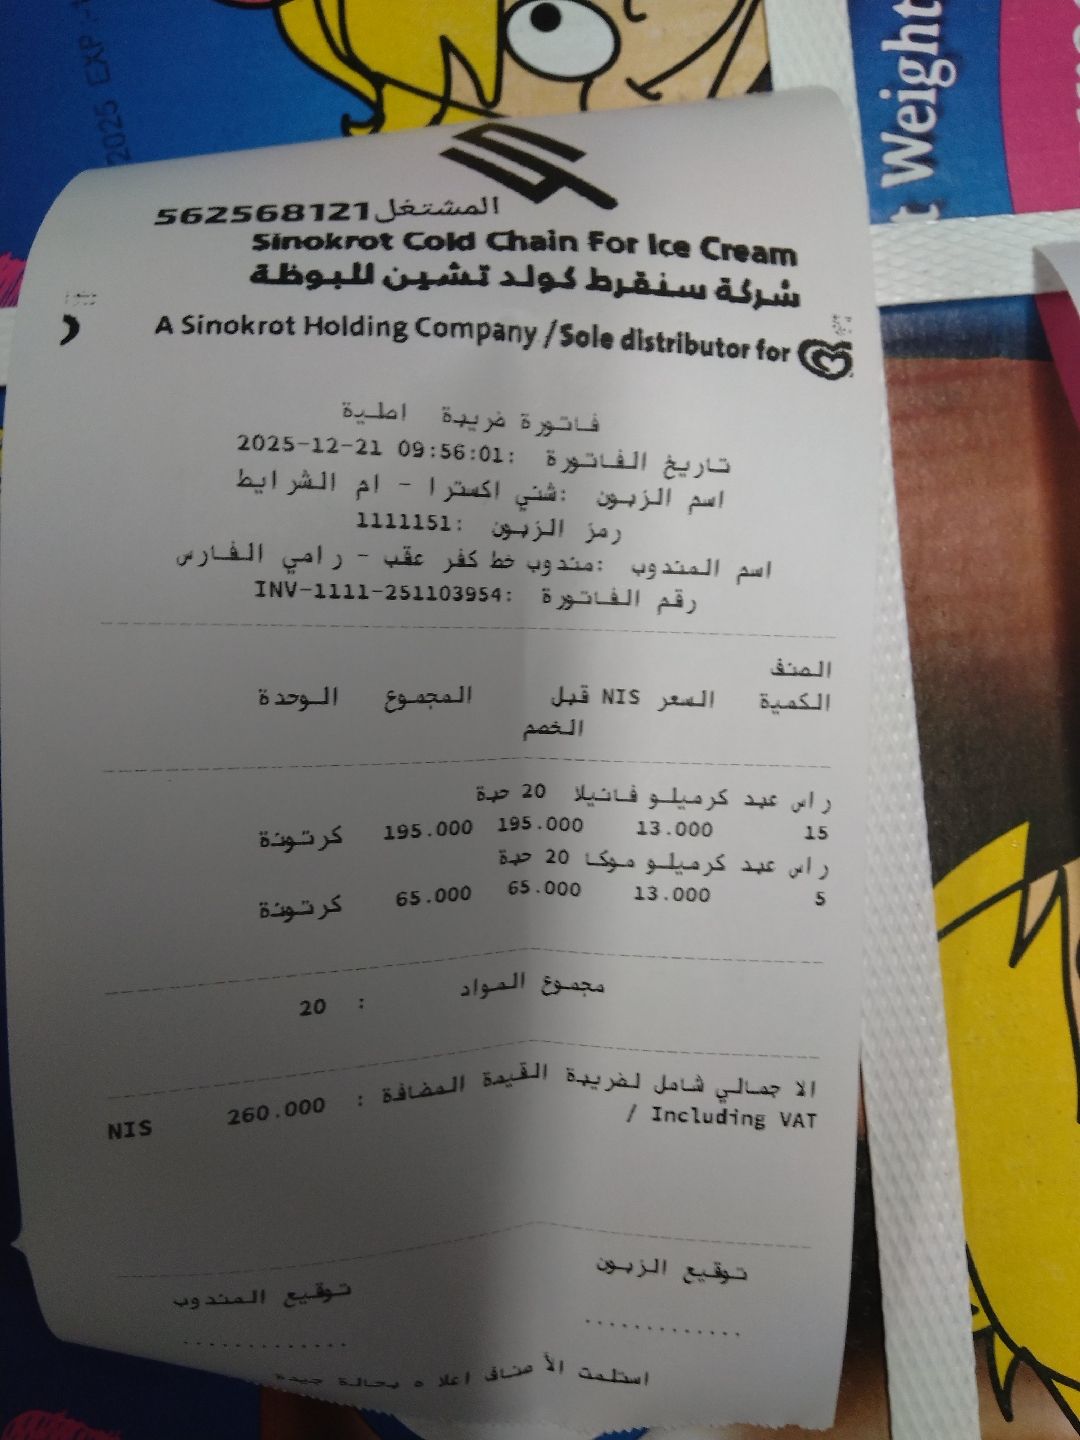 2025 EXP
t Weight
562568121 المشتغل
Sinokrot Cold Chain For Ice Cream
شركة سنقرط كولد تشين للبوظة
A Sinokrot Holding Company /Sole distributor for
فاتورة ضريبة اصلية
تاريخ الفاتورة :2025-12-21 09:56:01
اسم الزبون :شني اكسترا - ام الشرايط
رمز الزبون :1111151
اسم المندوب :مندوب خط كفر عقب - رامي الفارس
رقم الفاتورة :INV-1111-251103954
الصنف
الكمية السعر NIS قبل المجموع الوحدة
الخصم
راس عبد كرميلو فانيلا 20 حبة
15 13.000 195.000 195.000 كرتونة
راس عبد كرميلو موكا 20 حبة
5 13.000 65.000 65.000 كرتونة
مجموع المواد : 20
الاجمالي شامل لضريبة القيمة المضافة : 260.000 NIS
/ Including VAT
توقيع الزبون
توقيع المندوب
.............
.............
استلمت الأصناف اعلاه بحالة جيدة